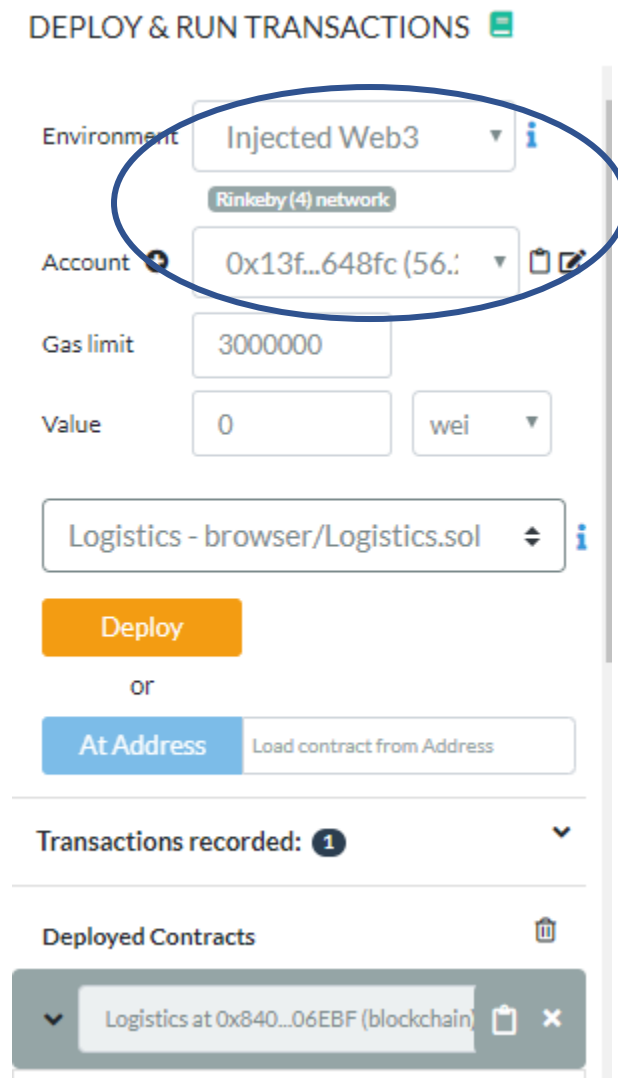 DEPLOY & RUN TRANSACTIONS
Environment Injected Web3
Rinkeby (4) network
Account 0x13f...648fc (56.2
Gas limit 3000000
Value 0 wei
Logistics - browser/Logistics.sol
Deploy
or
At Address Load contract from Address
Transactions recorded: 1
Deployed Contracts
Logistics at 0x840...06EBF (blockchain)